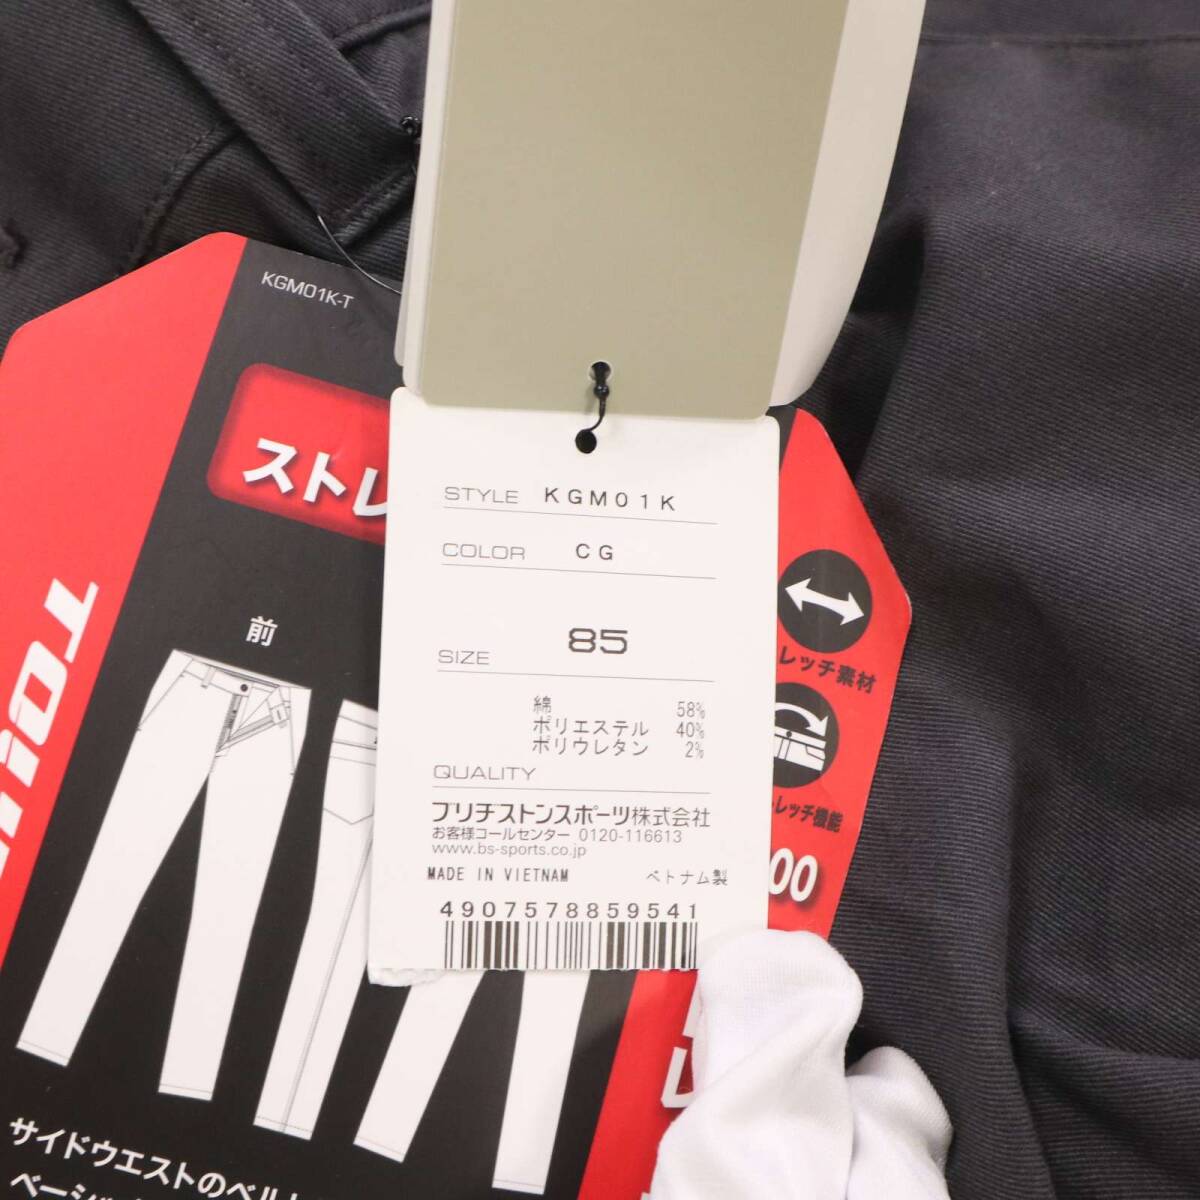 KGM01K-T
ストレ
前
STYLE KGM01K
COLOR CG
SIZE 85
綿 58%
ポリエステル 40%
ポリウレタン 2%
QUALITY
ブリヂストンスポーツ株式会社
お客様コールセンター 0120-116613
www.bs-sports.co.jp
MADE IN VIETNAM ベトナム製
4907578859541
レッチ素材
レッチ機能
00
サイドウエストのベル